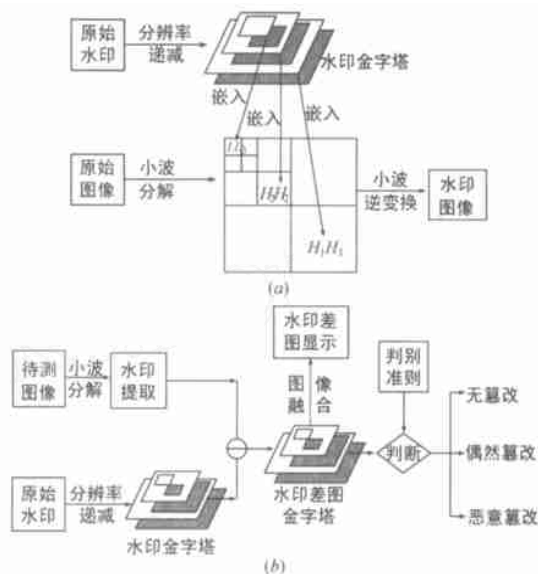 原始
水印
分辨率
递减
水印金字塔
嵌入
嵌入
嵌入
原始
图像
小波
分解
H₁H₁
小波
逆变换
水印
图像
(a)
水印差
图显示
待测
图像
小波
分解
水印
提取
图像
融合
判别
准则
判断
无篡改
偶然篡改
恶意篡改
原始
水印
分辨率
递减
水印金字塔
水印差图
金字塔
(b)